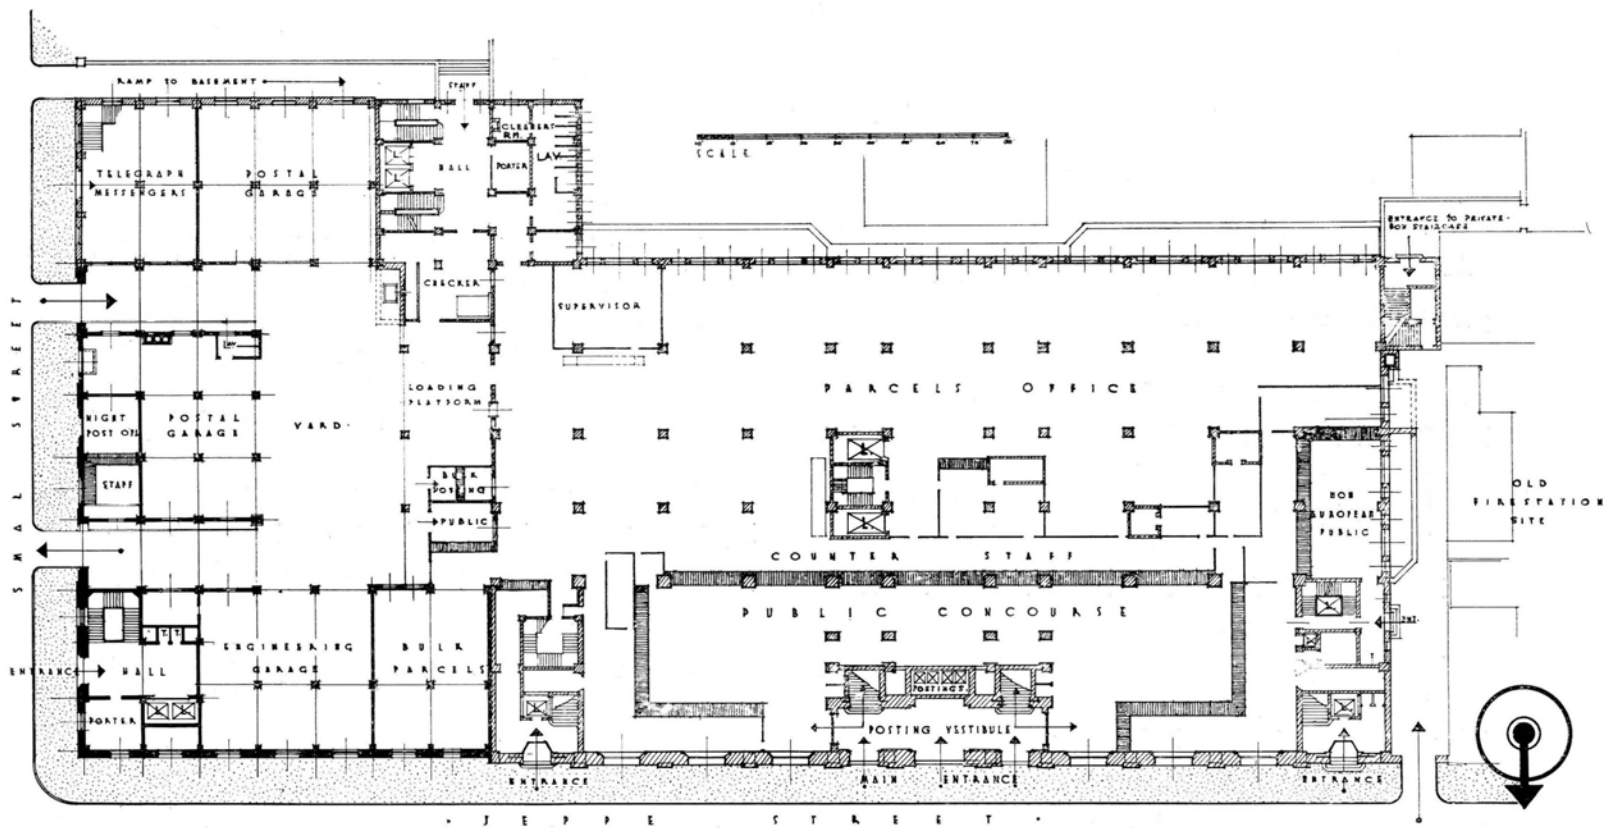 RAMP TO BASEMENT
STAFF
CLEANERS
RM.
LAV
TELEGRAPH
MESSENGERS
POSTAL
GARAGE
L
L
HALL
PORTER
SCALE
ENTRANCE TO PRIVATE-
BOX STAIRCASE
CHECKER
SUPERVISOR
SMAL STREET
LAV
LOADING
PLATFORM
PARCELS OFFICE
NIGHT
POST OFF.
POSTAL
GARAGE
YARD
L
BULK
POSTING
STAFF
PUBLIC
L
NON
EUROPEAN
PUBLIC
OLD
FIRESTATION
SITE
COUNTER STAFF
PUBLIC CONCOURSE
L
ENT.
T. T.
ENGINEERING
GARAGE
BULK
PARCELS
ENTRANCE
HALL
POSTINGS
L L
L
L
PORTER
POSTING VESTIBULE
ENTRANCE
MAIN ENTRANCE
ENTRANCE
JEPPE STREET